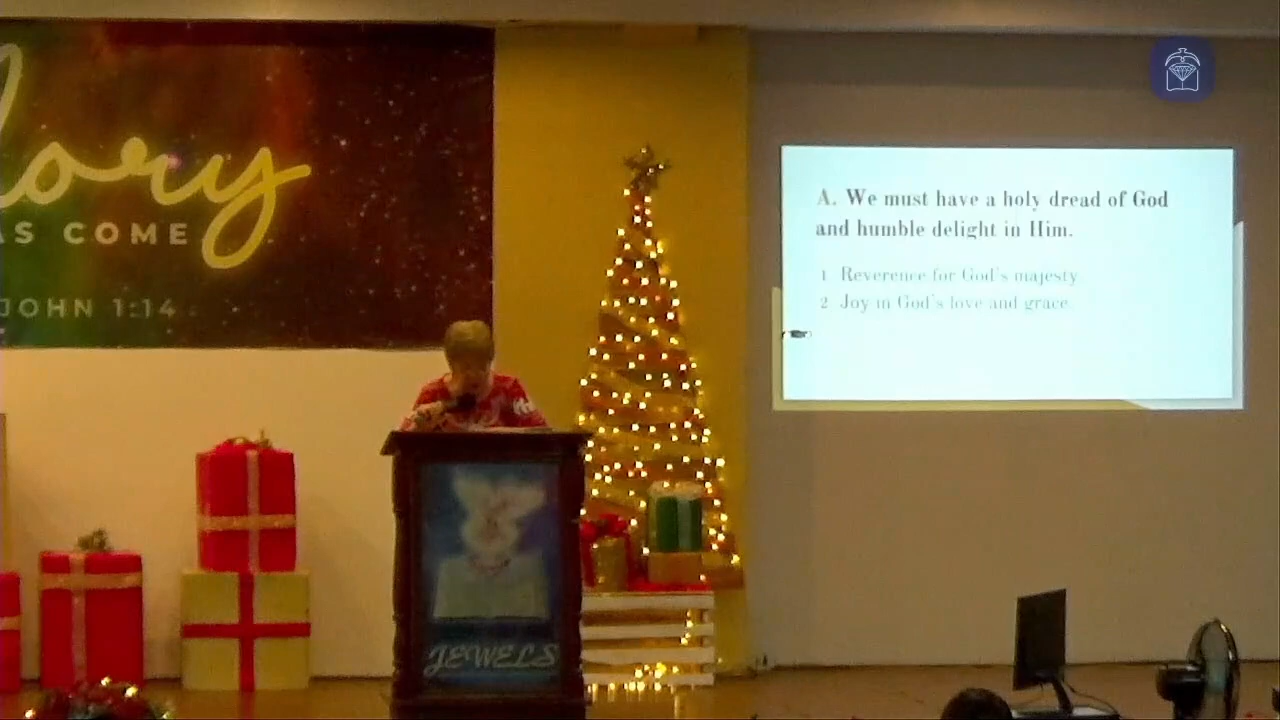 lory
AS COME
JOHN 1:14
A. We must have a holy dread of God
and humble delight in Him.
1 Reverence for God's majesty
2 Joy in God's love and grace.
JEWELS